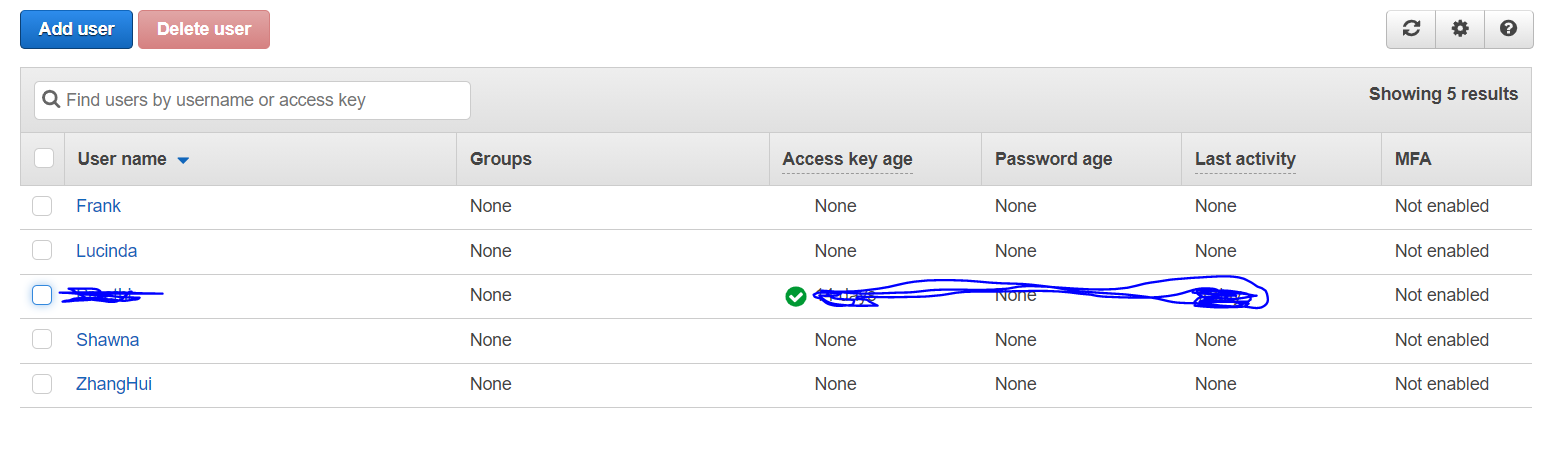 Add user Delete user
Find users by username or access key Showing 5 results
User name Groups Access key age Password age Last activity MFA
Frank None None None None Not enabled
Lucinda None None None None Not enabled
None None Not enabled
Shawna None None None None Not enabled
ZhangHui None None None None Not enabled